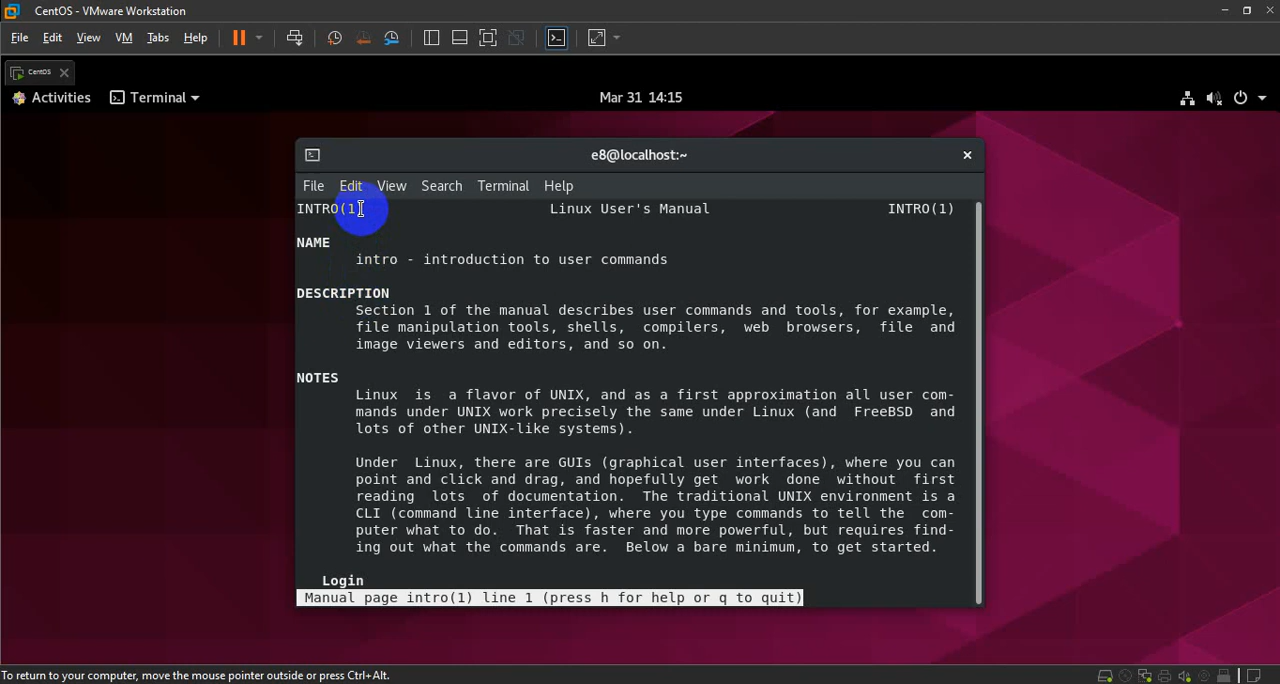 CentOS - VMware Workstation
File Edit View VM Tabs Help
CentOS
Activities Terminal Mar 31 14:15
e8@localhost:~
File Edit View Search Terminal Help
INTRO(1) Linux User's Manual INTRO(1)
NAME
intro - introduction to user commands
DESCRIPTION
Section 1 of the manual describes user commands and tools, for example,
file manipulation tools, shells, compilers, web browsers, file and
image viewers and editors, and so on.
NOTES
Linux is a flavor of UNIX, and as a first approximation all user com-
mands under UNIX work precisely the same under Linux (and FreeBSD and
lots of other UNIX-like systems).
Under Linux, there are GUIs (graphical user interfaces), where you can
point and click and drag, and hopefully get work done without first
reading lots of documentation. The traditional UNIX environment is a
CLI (command line interface), where you type commands to tell the com-
puter what to do. That is faster and more powerful, but requires find-
ing out what the commands are. Below a bare minimum, to get started.
Login
Manual page intro(1) line 1 (press h for help or q to quit)
To return to your computer, move the mouse pointer outside or press Ctrl+Alt.